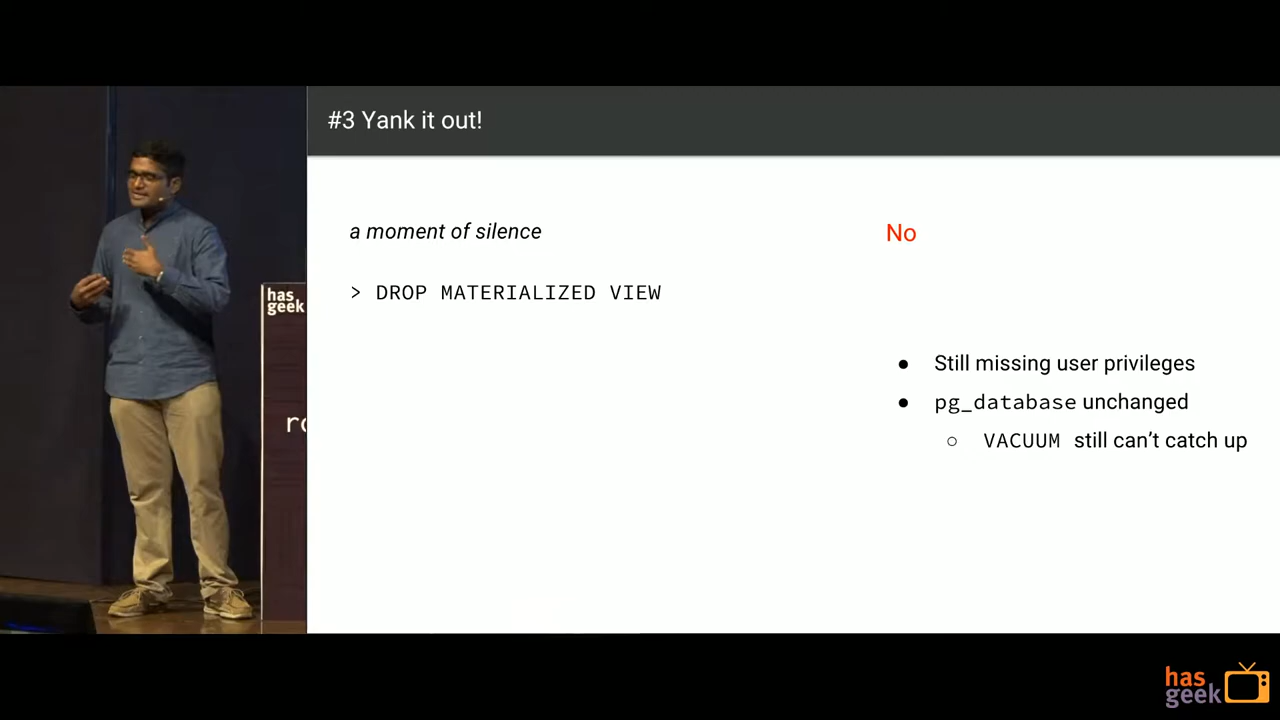 #3 Yank it out!
a moment of silence
No
> DROP MATERIALIZED VIEW
has
geek
● Still missing user privileges
● pg_database unchanged
○ VACUUM still can't catch up
has
geek